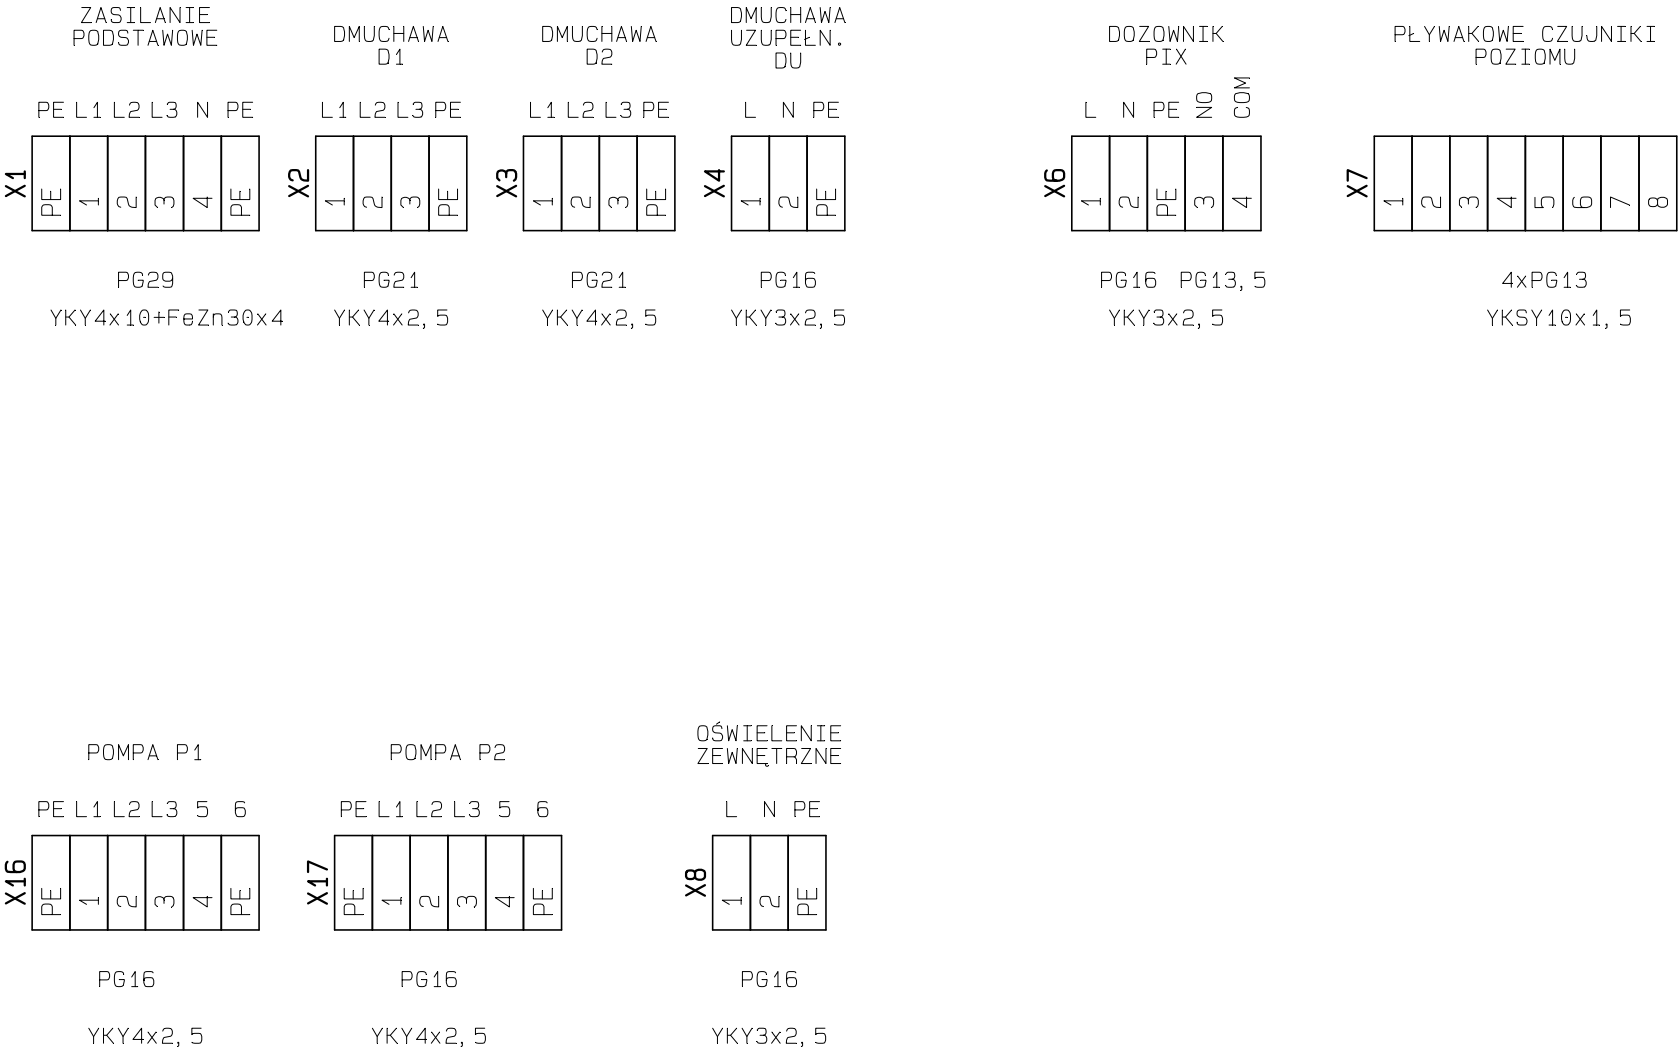 ZASILANIE
PODSTAWOWE
PE L1 L2 L3 N PE
X1
PE 1 2 3 4 PE
PG29
YKY4x10+FeZn30x4
DMUCHAWA
D1
L1 L2 L3 PE
X2
1 2 3 PE
PG21
YKY4x2,5
DMUCHAWA
D2
L1 L2 L3 PE
X3
1 2 3 PE
PG21
YKY4x2,5
DMUCHAWA
UZUPEŁN.
DU
L N PE
X4
1 2 PE
PG16
YKY3x2,5
DOZOWNIK
PIX
L N PE NO COM
X6
1 2 PE 3 4
PG16 PG13,5
YKY3x2,5
PŁYWAKOWE CZUJNIKI
POZIOMU
X7
1 2 3 4 5 6 7 8
4xPG13
YKSY10x1,5
POMPA P1
PE L1 L2 L3 5 6
X16
PE 1 2 3 4 PE
PG16
YKY4x2,5
POMPA P2
PE L1 L2 L3 5 6
X17
PE 1 2 3 4 PE
PG16
YKY4x2,5
OŚWIELENIE
ZEWNĘTRZNE
L N PE
X8
1 2 PE
PG16
YKY3x2,5